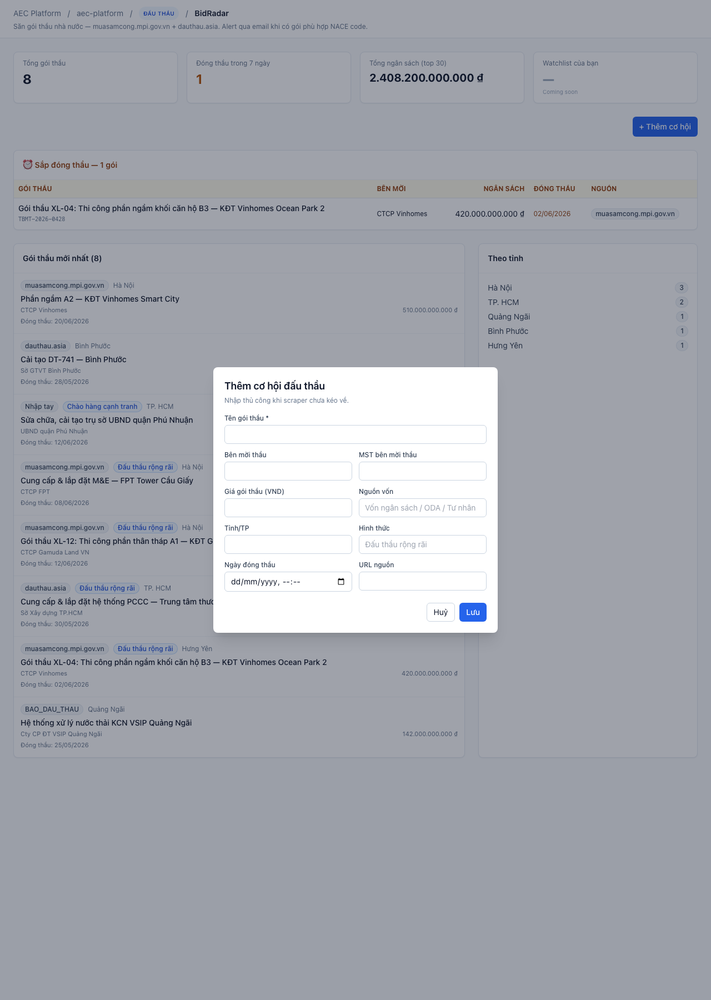 AEC Platform / aec-platform / ĐẤU THẦU / BidRadar
Săn gói thầu nhà nước — muasamcong.mpi.gov.vn + dauthau.asia. Alert qua email khi có gói phù hợp NACE code.
Tổng gói thầu
8
Đóng thầu trong 7 ngày
1
Tổng ngân sách (top 30)
2.408.200.000.000 ₫
Watchlist của bạn
—
Coming soon
+ Thêm cơ hội
⏰ Sắp đóng thầu — 1 gói
GÓI THẦU BÊN MỜI NGÂN SÁCH ĐÓNG THẦU NGUỒN
Gói thầu XL-04: Thi công phần ngầm khối căn hộ B3 — KĐT Vinhomes Ocean Park 2
TBMT-2026-0428
CTCP Vinhomes 420.000.000.000 ₫ 02/06/2026 muasamcong.mpi.gov.vn
Gói thầu mới nhất (8)
muasamcong.mpi.gov.vn Hà Nội
Phần ngầm A2 — KĐT Vinhomes Smart City
CTCP Vinhomes 510.000.000.000 ₫
Đóng thầu: 20/06/2026
dauthau.asia Bình Phước
Cải tạo DT-741 — Bình Phước
Sở GTVT Bình Phước
Đóng thầu: 28/05/2026
Nhập tay Chào hàng cạnh tranh TP. HCM
Sửa chữa, cải tạo trụ sở UBND quận Phú Nhuận
UBND quận Phú Nhuận
Đóng thầu: 12/06/2026
muasamcong.mpi.gov.vn Đấu thầu rộng rãi Hà Nội
Cung cấp & lắp đặt M&E — FPT Tower Cầu Giấy
CTCP FPT
Đóng thầu: 08/06/2026
muasamcong.mpi.gov.vn Đấu thầu rộng rãi Hà Nội
Gói thầu XL-12: Thi công phần thân tháp A1 — KĐT G
CTCP Gamuda Land VN
Đóng thầu: 12/06/2026
dauthau.asia Đấu thầu rộng rãi TP. HCM
Cung cấp & lắp đặt hệ thống PCCC — Trung tâm thươ
Sở Xây dựng TP.HCM
Đóng thầu: 30/05/2026
muasamcong.mpi.gov.vn Đấu thầu rộng rãi Hưng Yên
Gói thầu XL-04: Thi công phần ngầm khối căn hộ B3 — KĐT Vinhomes Ocean Park 2
CTCP Vinhomes 420.000.000.000 ₫
Đóng thầu: 02/06/2026
BAO_DAU_THAU Quảng Ngãi
Hệ thống xử lý nước thải KCN VSIP Quảng Ngãi
Cty CP ĐT VSIP Quảng Ngãi 142.000.000.000 ₫
Đóng thầu: 25/05/2026
Theo tỉnh
Hà Nội 3
TP. HCM 2
Quảng Ngãi 1
Bình Phước 1
Hưng Yên 1
Thêm cơ hội đấu thầu
Nhập thủ công khi scraper chưa kéo về.
Tên gói thầu *
Bên mời thầu MST bên mời thầu
Giá gói thầu (VND) Nguồn vốn
Vốn ngân sách / ODA / Tư nhân
Tỉnh/TP Hình thức
Đấu thầu rộng rãi
Ngày đóng thầu URL nguồn
dd/mm/yyyy, --:--
Huỷ Lưu